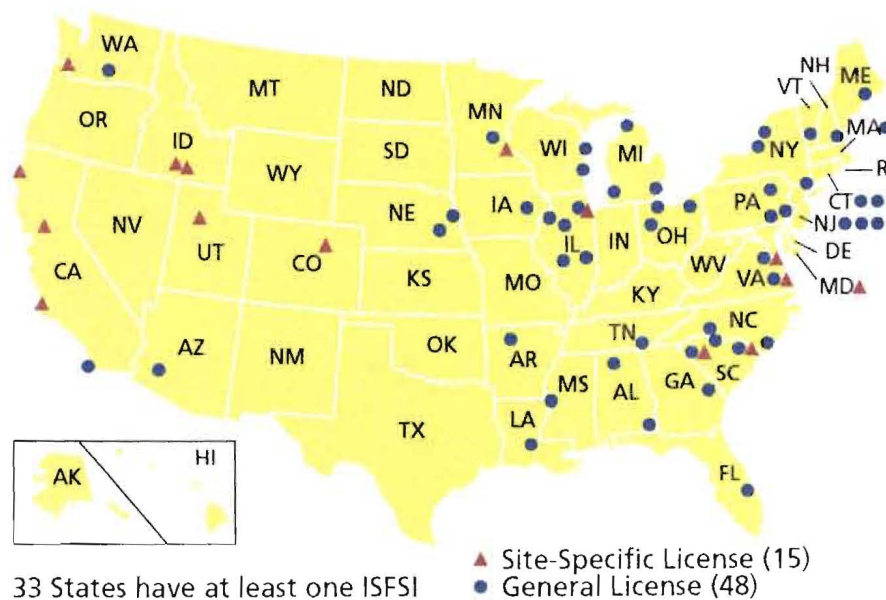 WA
MT
ND
MN
OR
ID
SD
WI
MI
VT
NH
ME
NY
MA
R
CT
NJ
DE
MD
WY
NE
IA
PA
NV
UT
CO
IL
IN
OH
WV
VA
CA
KS
MO
KY
NC
TN
AZ
NM
OK
AR
SC
MS
AL
GA
TX
LA
FL
AK
HI
33 States have at least one ISFSI
Site-Specific License (15)
General License (48)